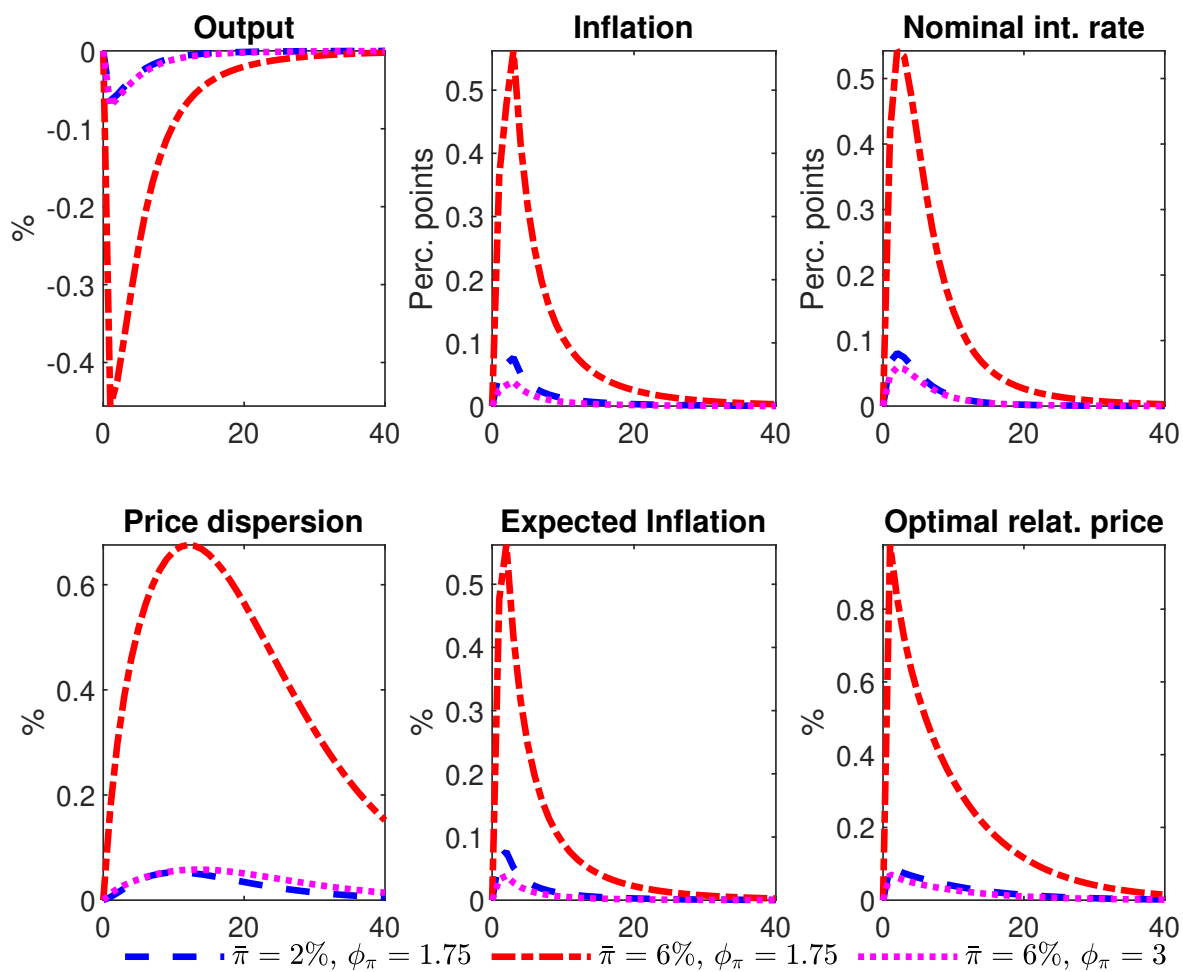 Output
Inflation
Nominal int. rate
%
0
-0.1
-0.2
-0.3
-0.4
0 20 40
Perc. points
0.5
0.4
0.3
0.2
0.1
0
0 20 40
Perc. points
0.5
0.4
0.3
0.2
0.1
0
0 20 40
Price dispersion
Expected Inflation
Optimal relat. price
%
0.6
0.4
0.2
0
0 20 40
%
0.5
0.4
0.3
0.2
0.1
0
0 20 40
%
0.8
0.6
0.4
0.2
0
0 20 40
π̄ = 2%, ϕπ = 1.75
π̄ = 6%, ϕπ = 1.75
π̄ = 6%, ϕπ = 3